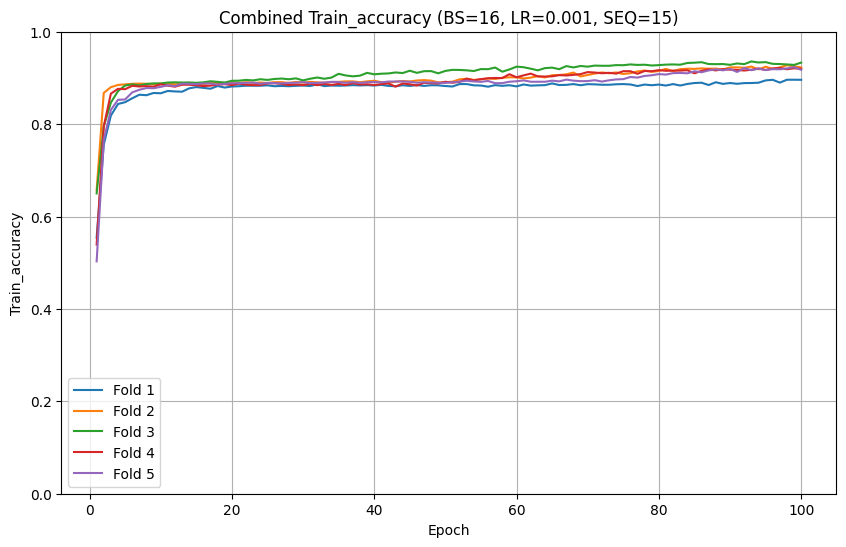 Combined Train_accuracy (BS=16, LR=0.001, SEQ=15)
1.0
0.8
0.6
0.4
0.2
0.0
Train_accuracy
Fold 1
Fold 2
Fold 3
Fold 4
Fold 5
0 20 40 60 80 100
Epoch